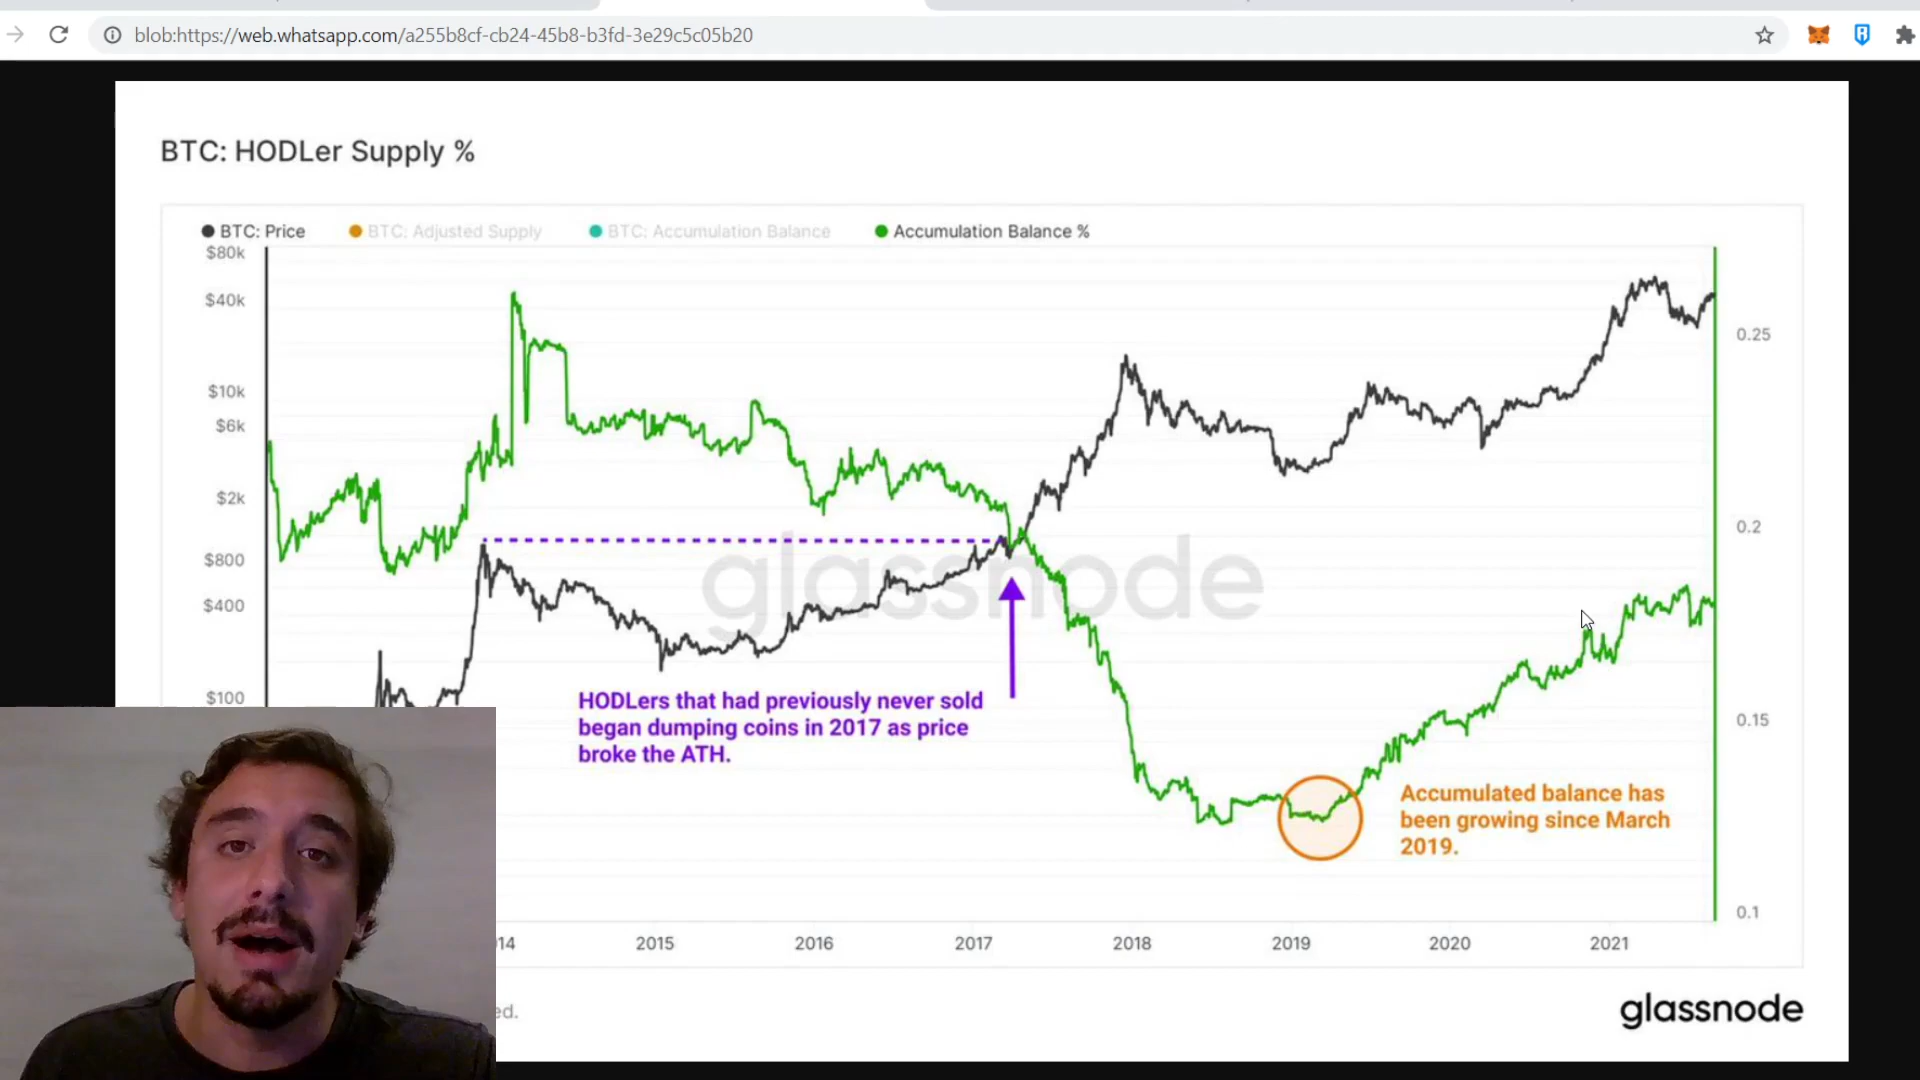 blob:https://web.whatsapp.com/a255b8cf-cb24-45b8-b3fd-3e29c5c05b20
BTC: HODLer Supply %
BTC: Price
BTC: Adjusted Supply
BTC: Accumulation Balance
Accumulation Balance %
$80k
$40k
$10k
$6k
$2k
$800
$400
$100
0.25
0.2
0.15
0.1
glassnode
HODLers that had previously never sold
began dumping coins in 2017 as price
broke the ATH.
Accumulated balance has
been growing since March
2019.
14
2015
2016
2017
2018
2019
2020
2021
ed.
glassnode